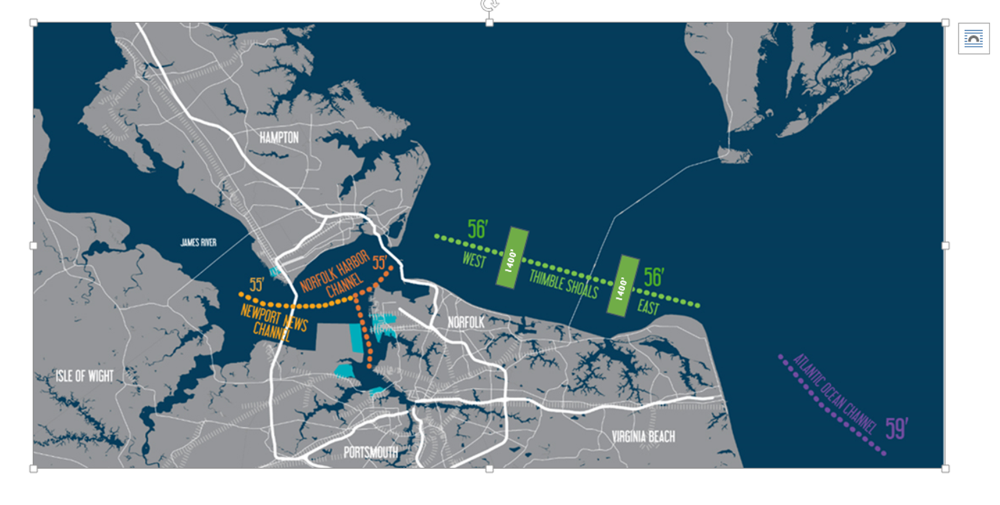 HAMPTON
JAMES RIVER
56'
WEST
1400'
THIMBLE SHOALS
1400'
56'
EAST
NORFOLK HARBOR
CHANNEL
55'
55'
NEWPORT NEWS
CHANNEL
NORFOLK
ISLE OF WIGHT
ATLANTIC OCEAN CHANNEL
59'
VIRGINIA BEACH
PORTSMOUTH